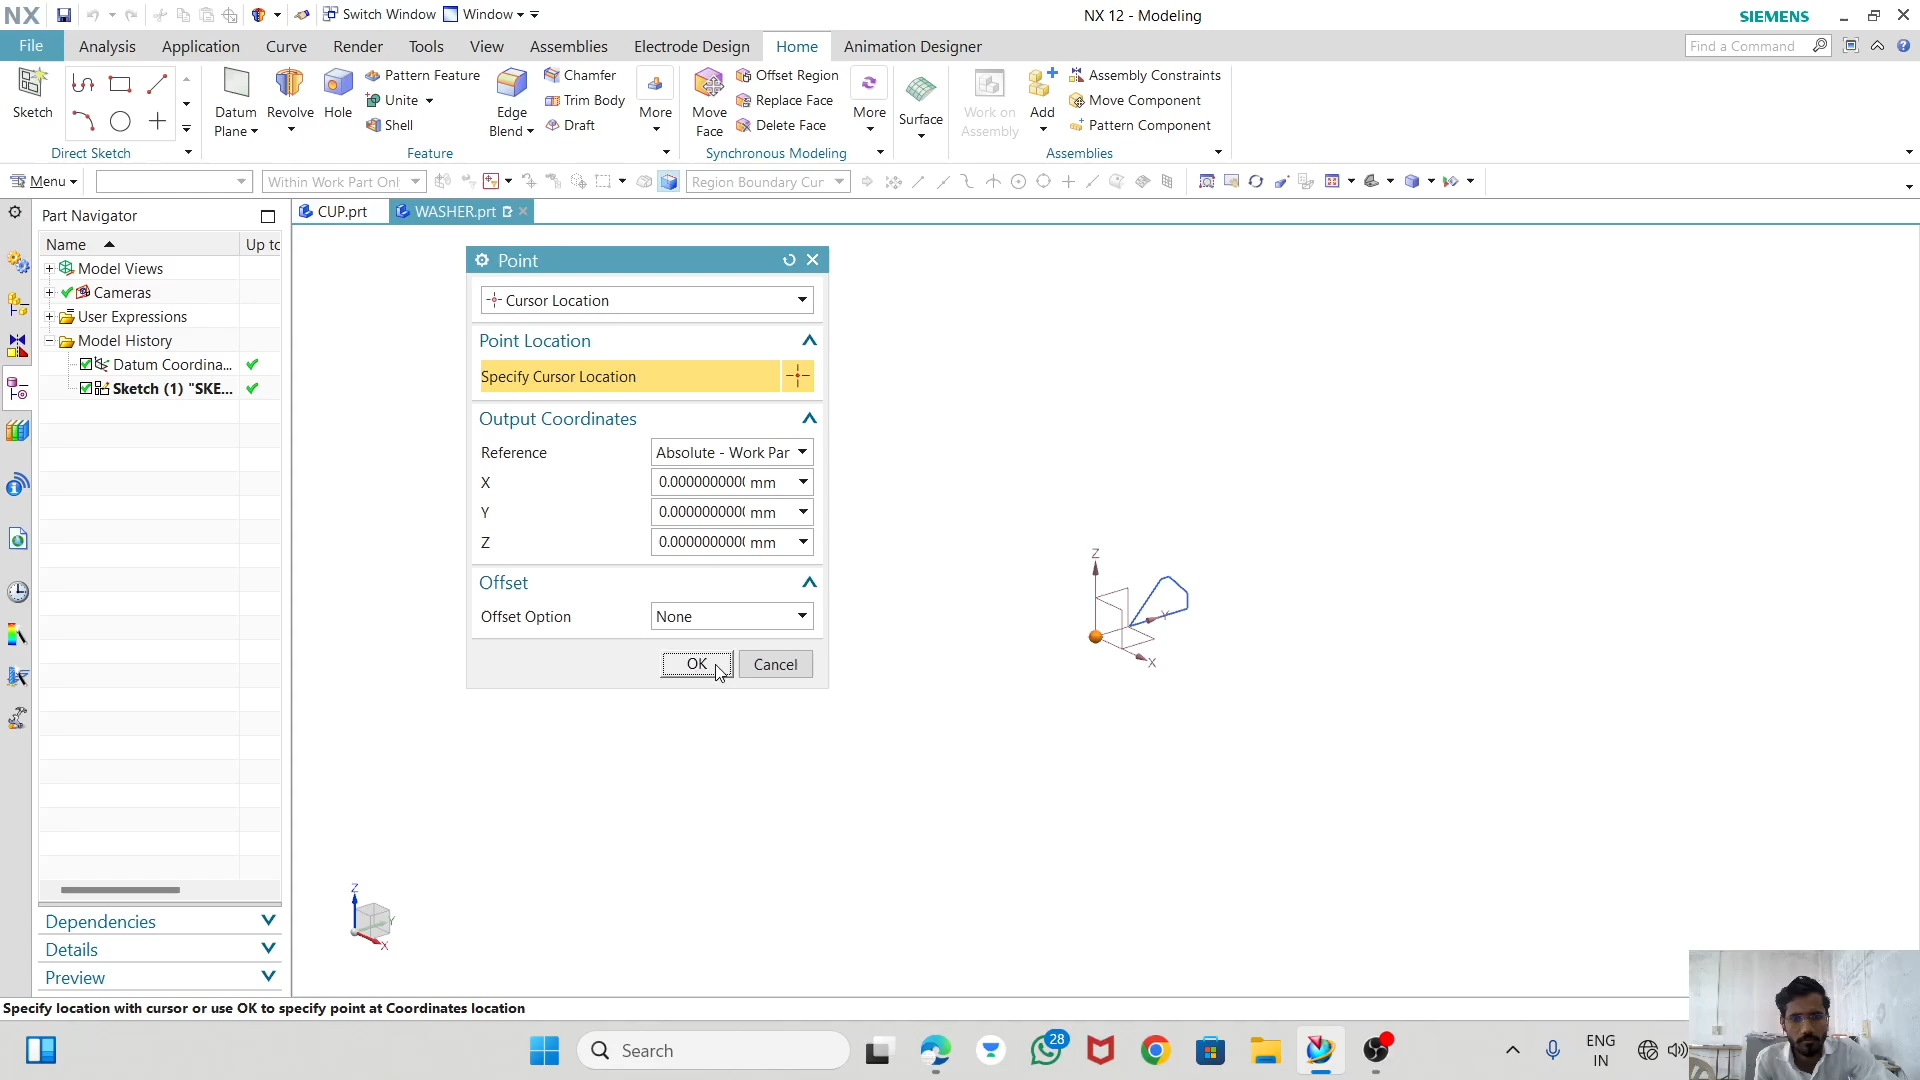 NX Switch Window Window NX 12 - Modeling SIEMENS
File Analysis Application Curve Render Tools View Assemblies Electrode Design Home Animation Designer Find a Command
Sketch
Direct Sketch
Datum Plane
Revolve
Hole
Pattern Feature
Unite
Shell
Edge Blend
Chamfer
Trim Body
Draft
More
Feature
Move Face
Offset Region
Replace Face
Delete Face
More
Synchronous Modeling
Surface
Work on Assembly
Add
Assembly Constraints
Move Component
Pattern Component
Assemblies
Menu Within Work Part Onl Region Boundary Cur
Part Navigator
Name Up to
Model Views
Cameras
User Expressions
Model History
Datum Coordina...
Sketch (1) "SKE...
Dependencies
Details
Preview
CUP.prt WASHER.prt
Point
Cursor Location
Point Location
Specify Cursor Location
Output Coordinates
Reference Absolute - Work Par
X 0.000000000 mm
Y 0.000000000 mm
Z 0.000000000 mm
Offset
Offset Option None
OK Cancel
Z
Y
X
Z
Y
X
Specify location with cursor or use OK to specify point at Coordinates location
Search
28
ENG
IN